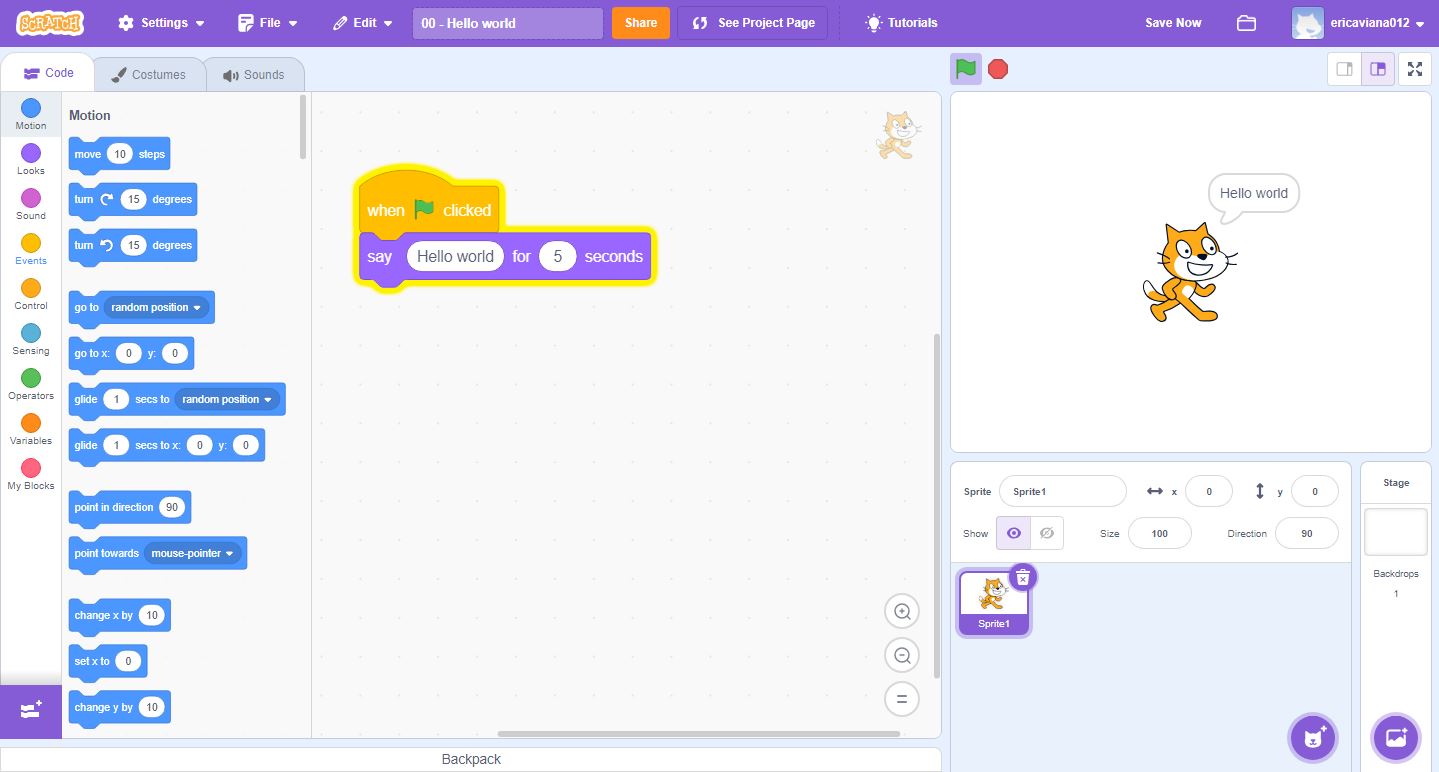 SCRATCH Settings File Edit 00 - Hello world Share See Project Page Tutorials Save Now ericaviana012
Code Costumes Sounds
Motion
Looks
Sound
Events
Control
Sensing
Operators
Variables
My Blocks
Motion
move 10 steps
turn 15 degrees
turn 15 degrees
go to random position
go to x: 0 y: 0
glide 1 secs to random position
glide 1 secs to x: 0 y: 0
point in direction 90
point towards mouse-pointer
change x by 10
set x to 0
change y by 10
when clicked
say Hello world for 5 seconds
Backpack
Hello world
Sprite Sprite1 x 0 y 0
Show Size 100 Direction 90
Sprite1
Stage
Backdrops
1